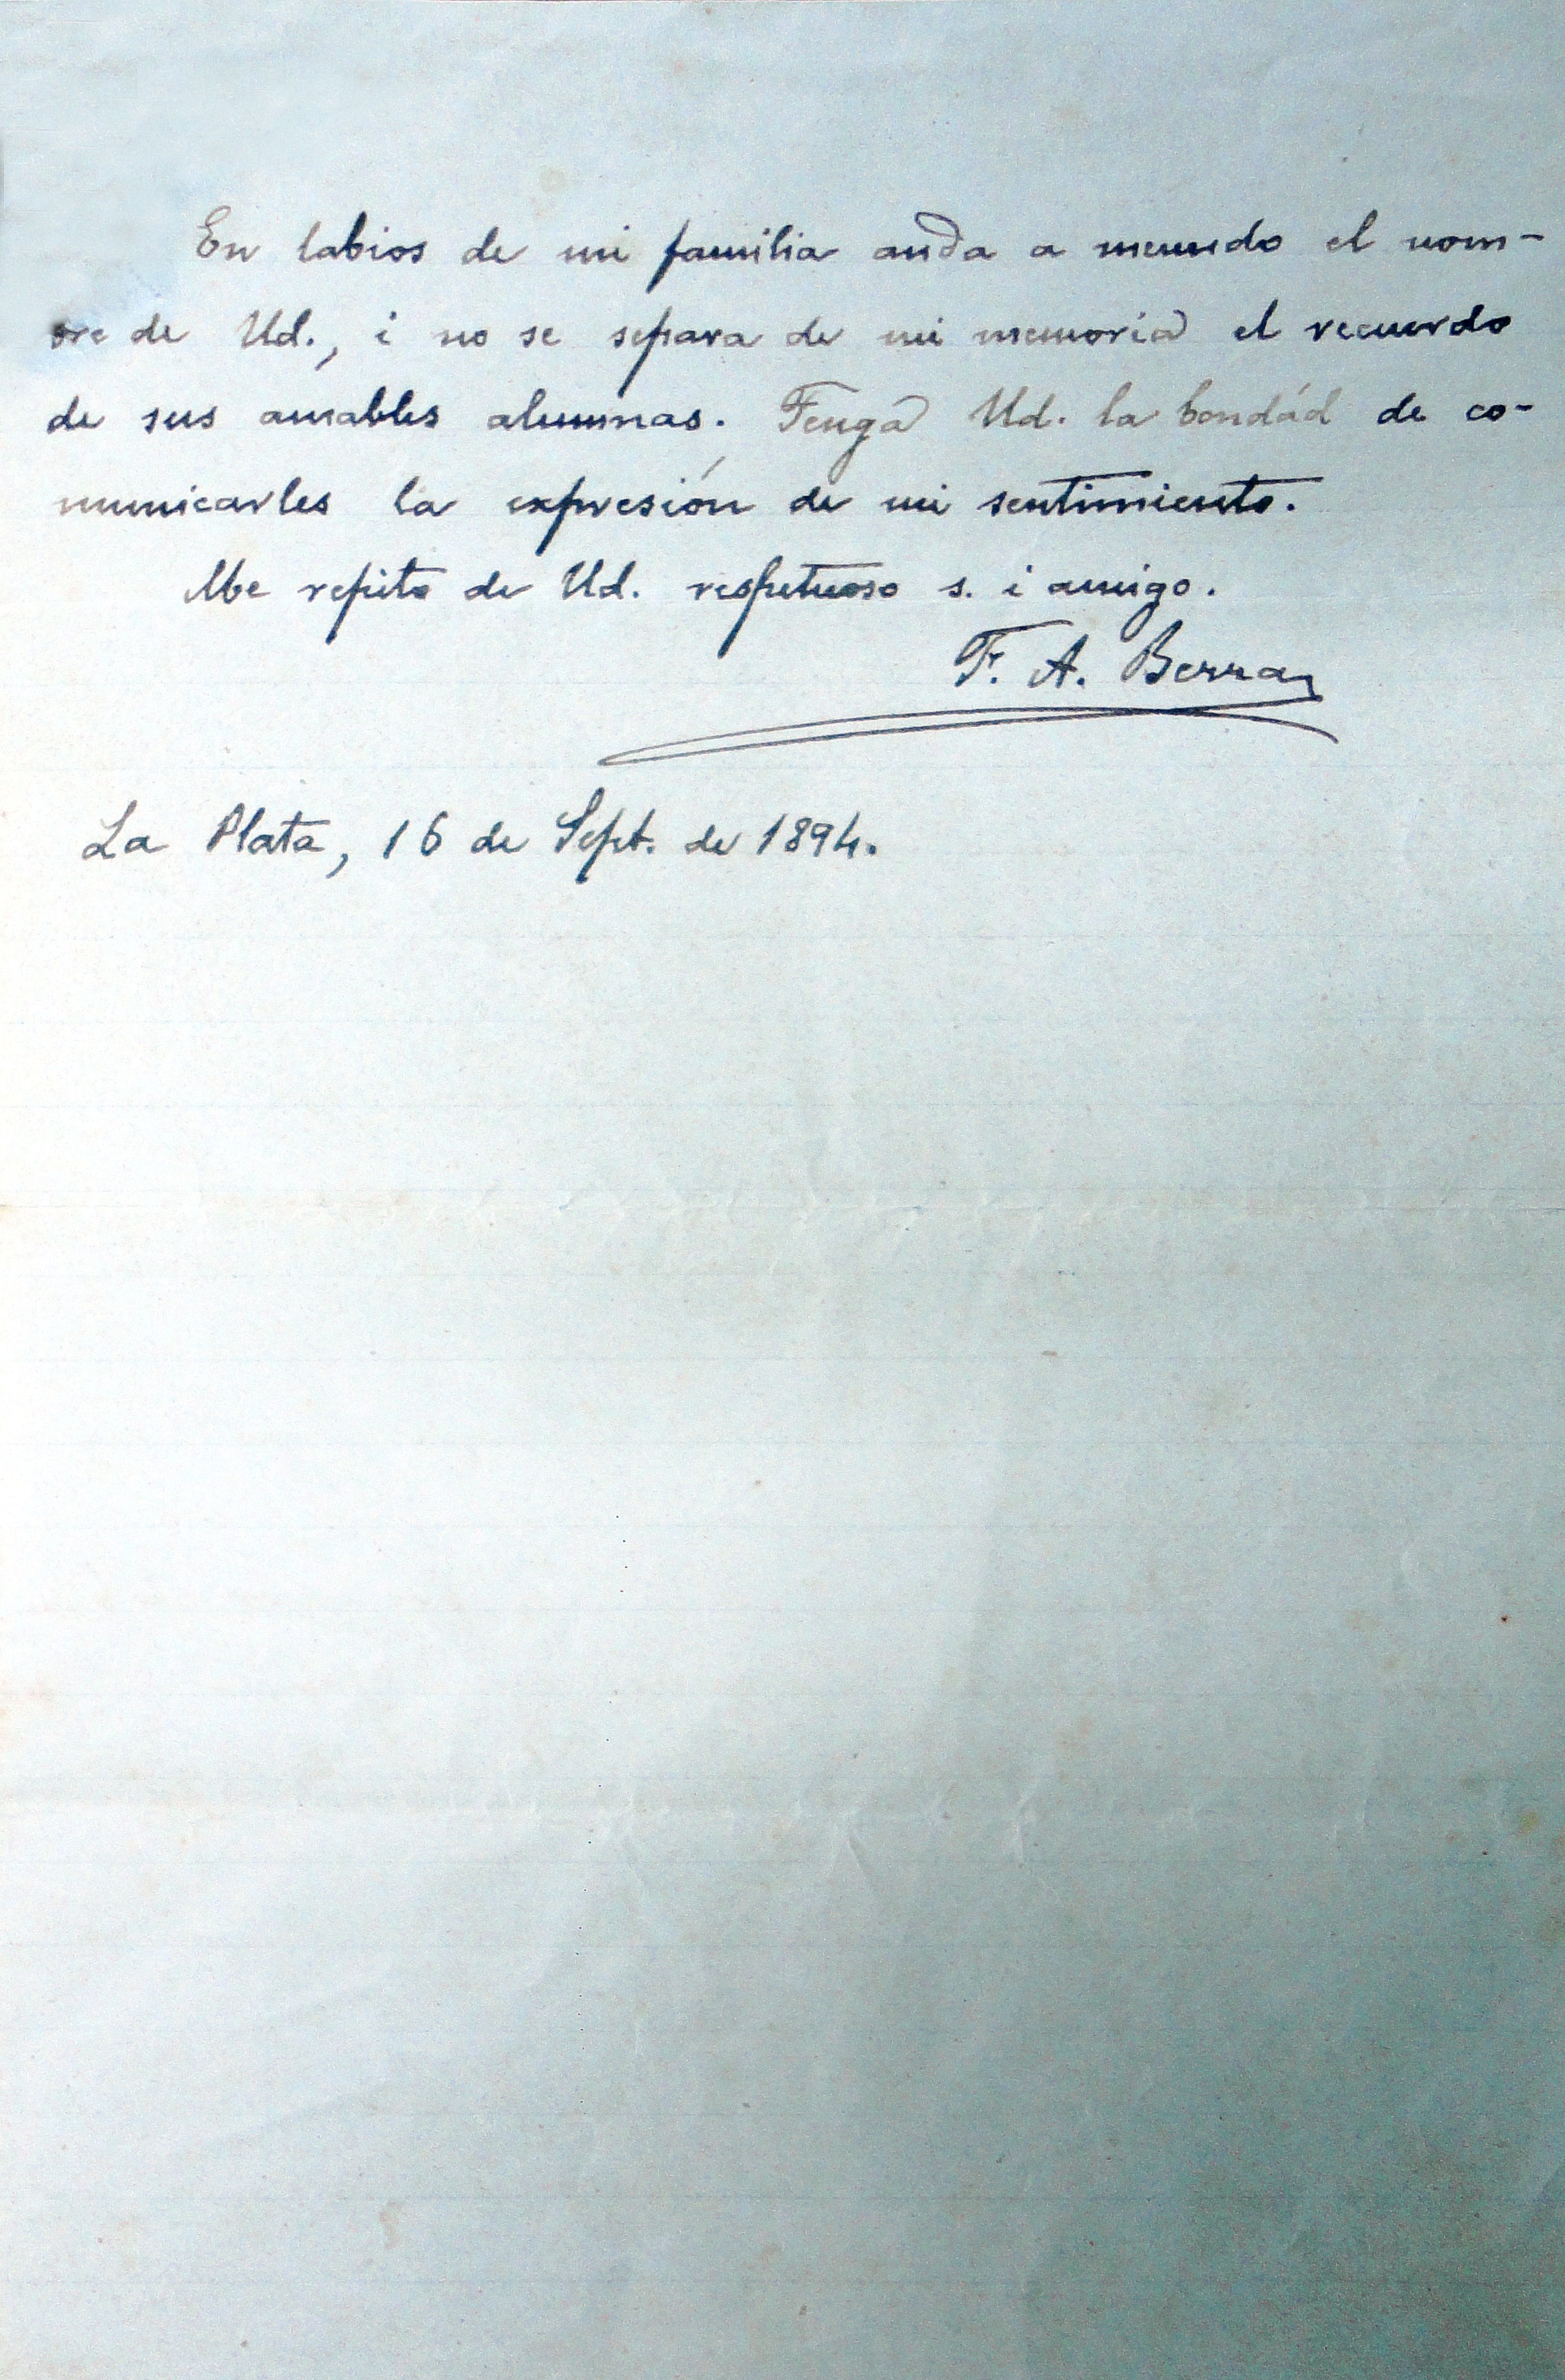 En labios de mi familia anda a menudo el nom-
bre de Ud., i no se separa de mi memoria el recuerdo
de sus amables alumnas. Tenga Ud. la bondád de co-
municarles la expresión de mi sentimiento.
Me repito de Ud. respetuoso s. i amigo.
F. A. Berra
La Plata, 16 de Sept. de 1894.